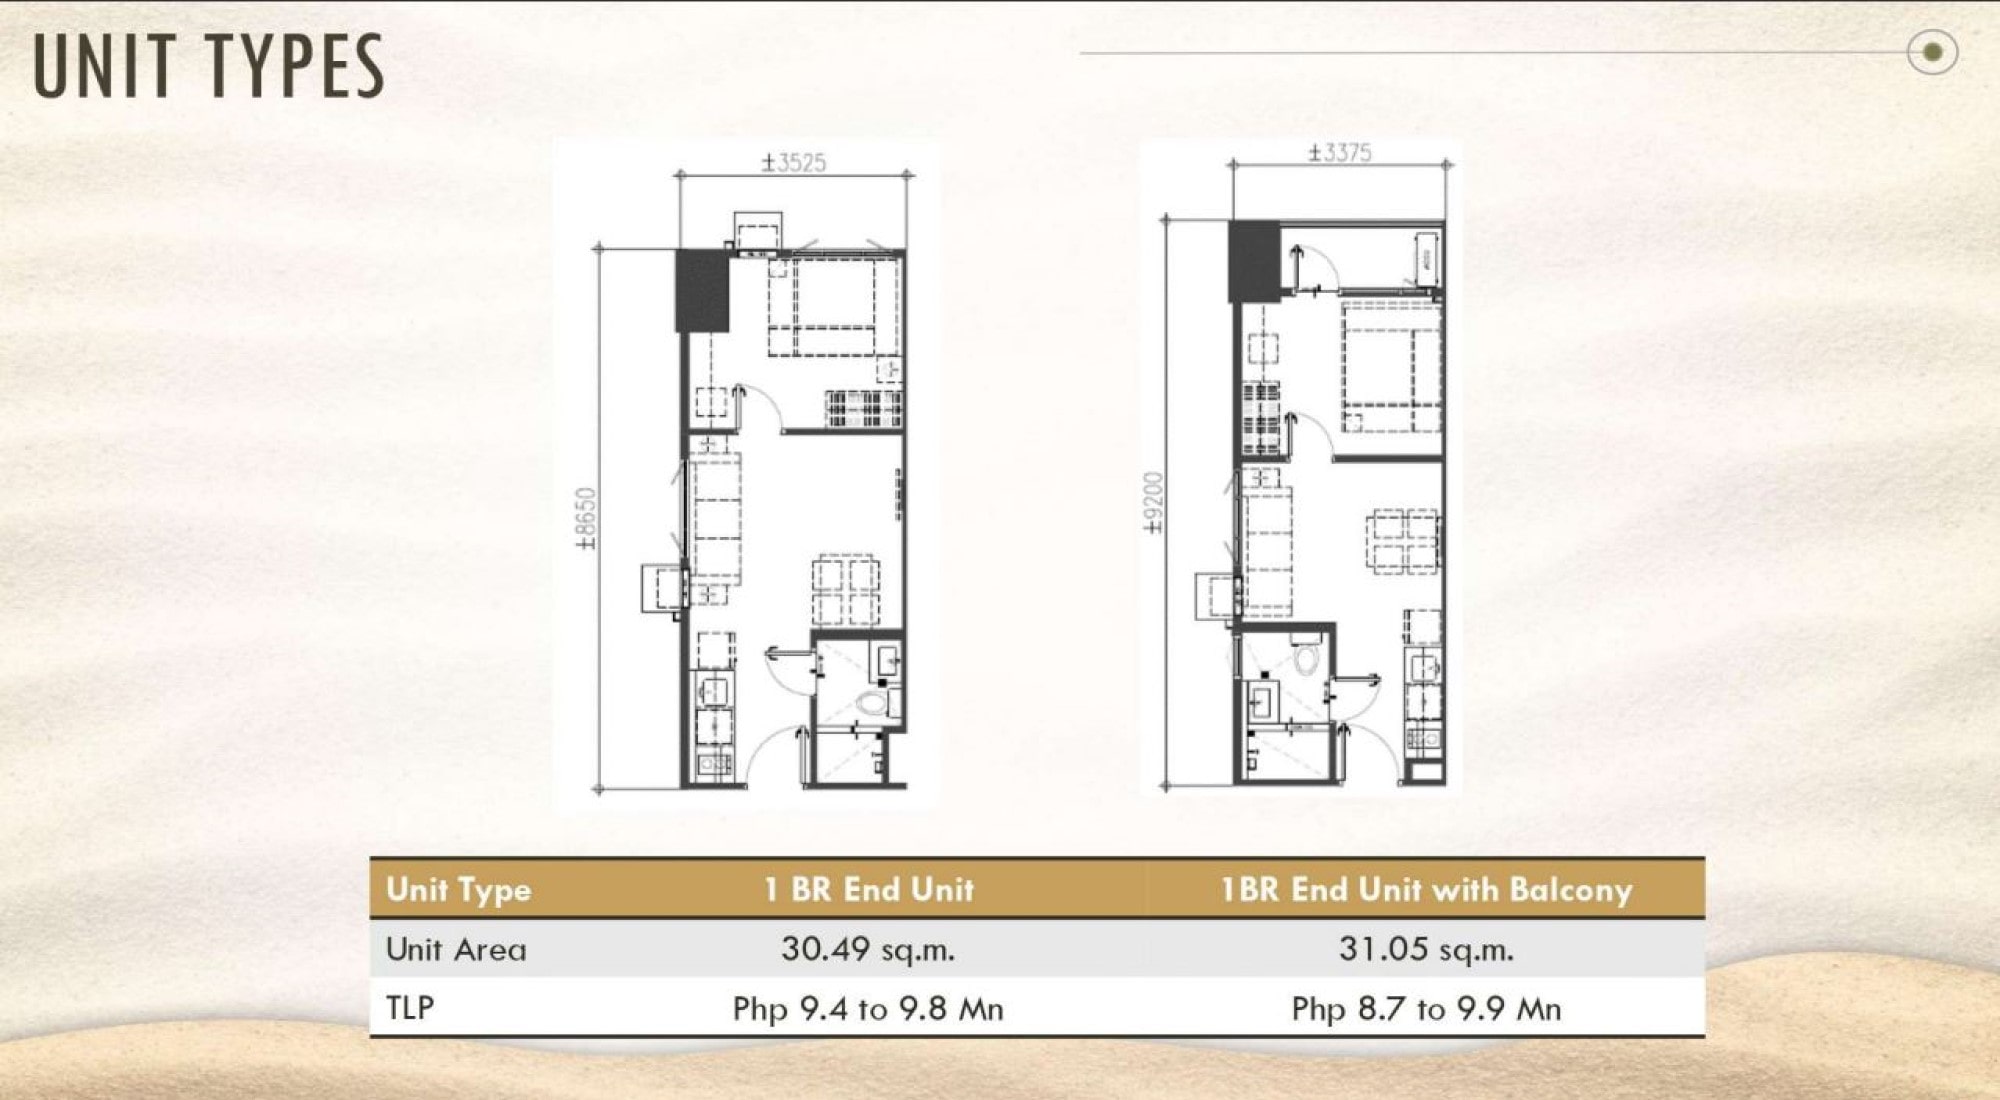 UNIT TYPES
±3525
±3375
±8650
±9200
Unit Type 1 BR End Unit 1BR End Unit with Balcony
Unit Area 30.49 sq.m. 31.05 sq.m.
TLP Php 9.4 to 9.8 Mn Php 8.7 to 9.9 Mn